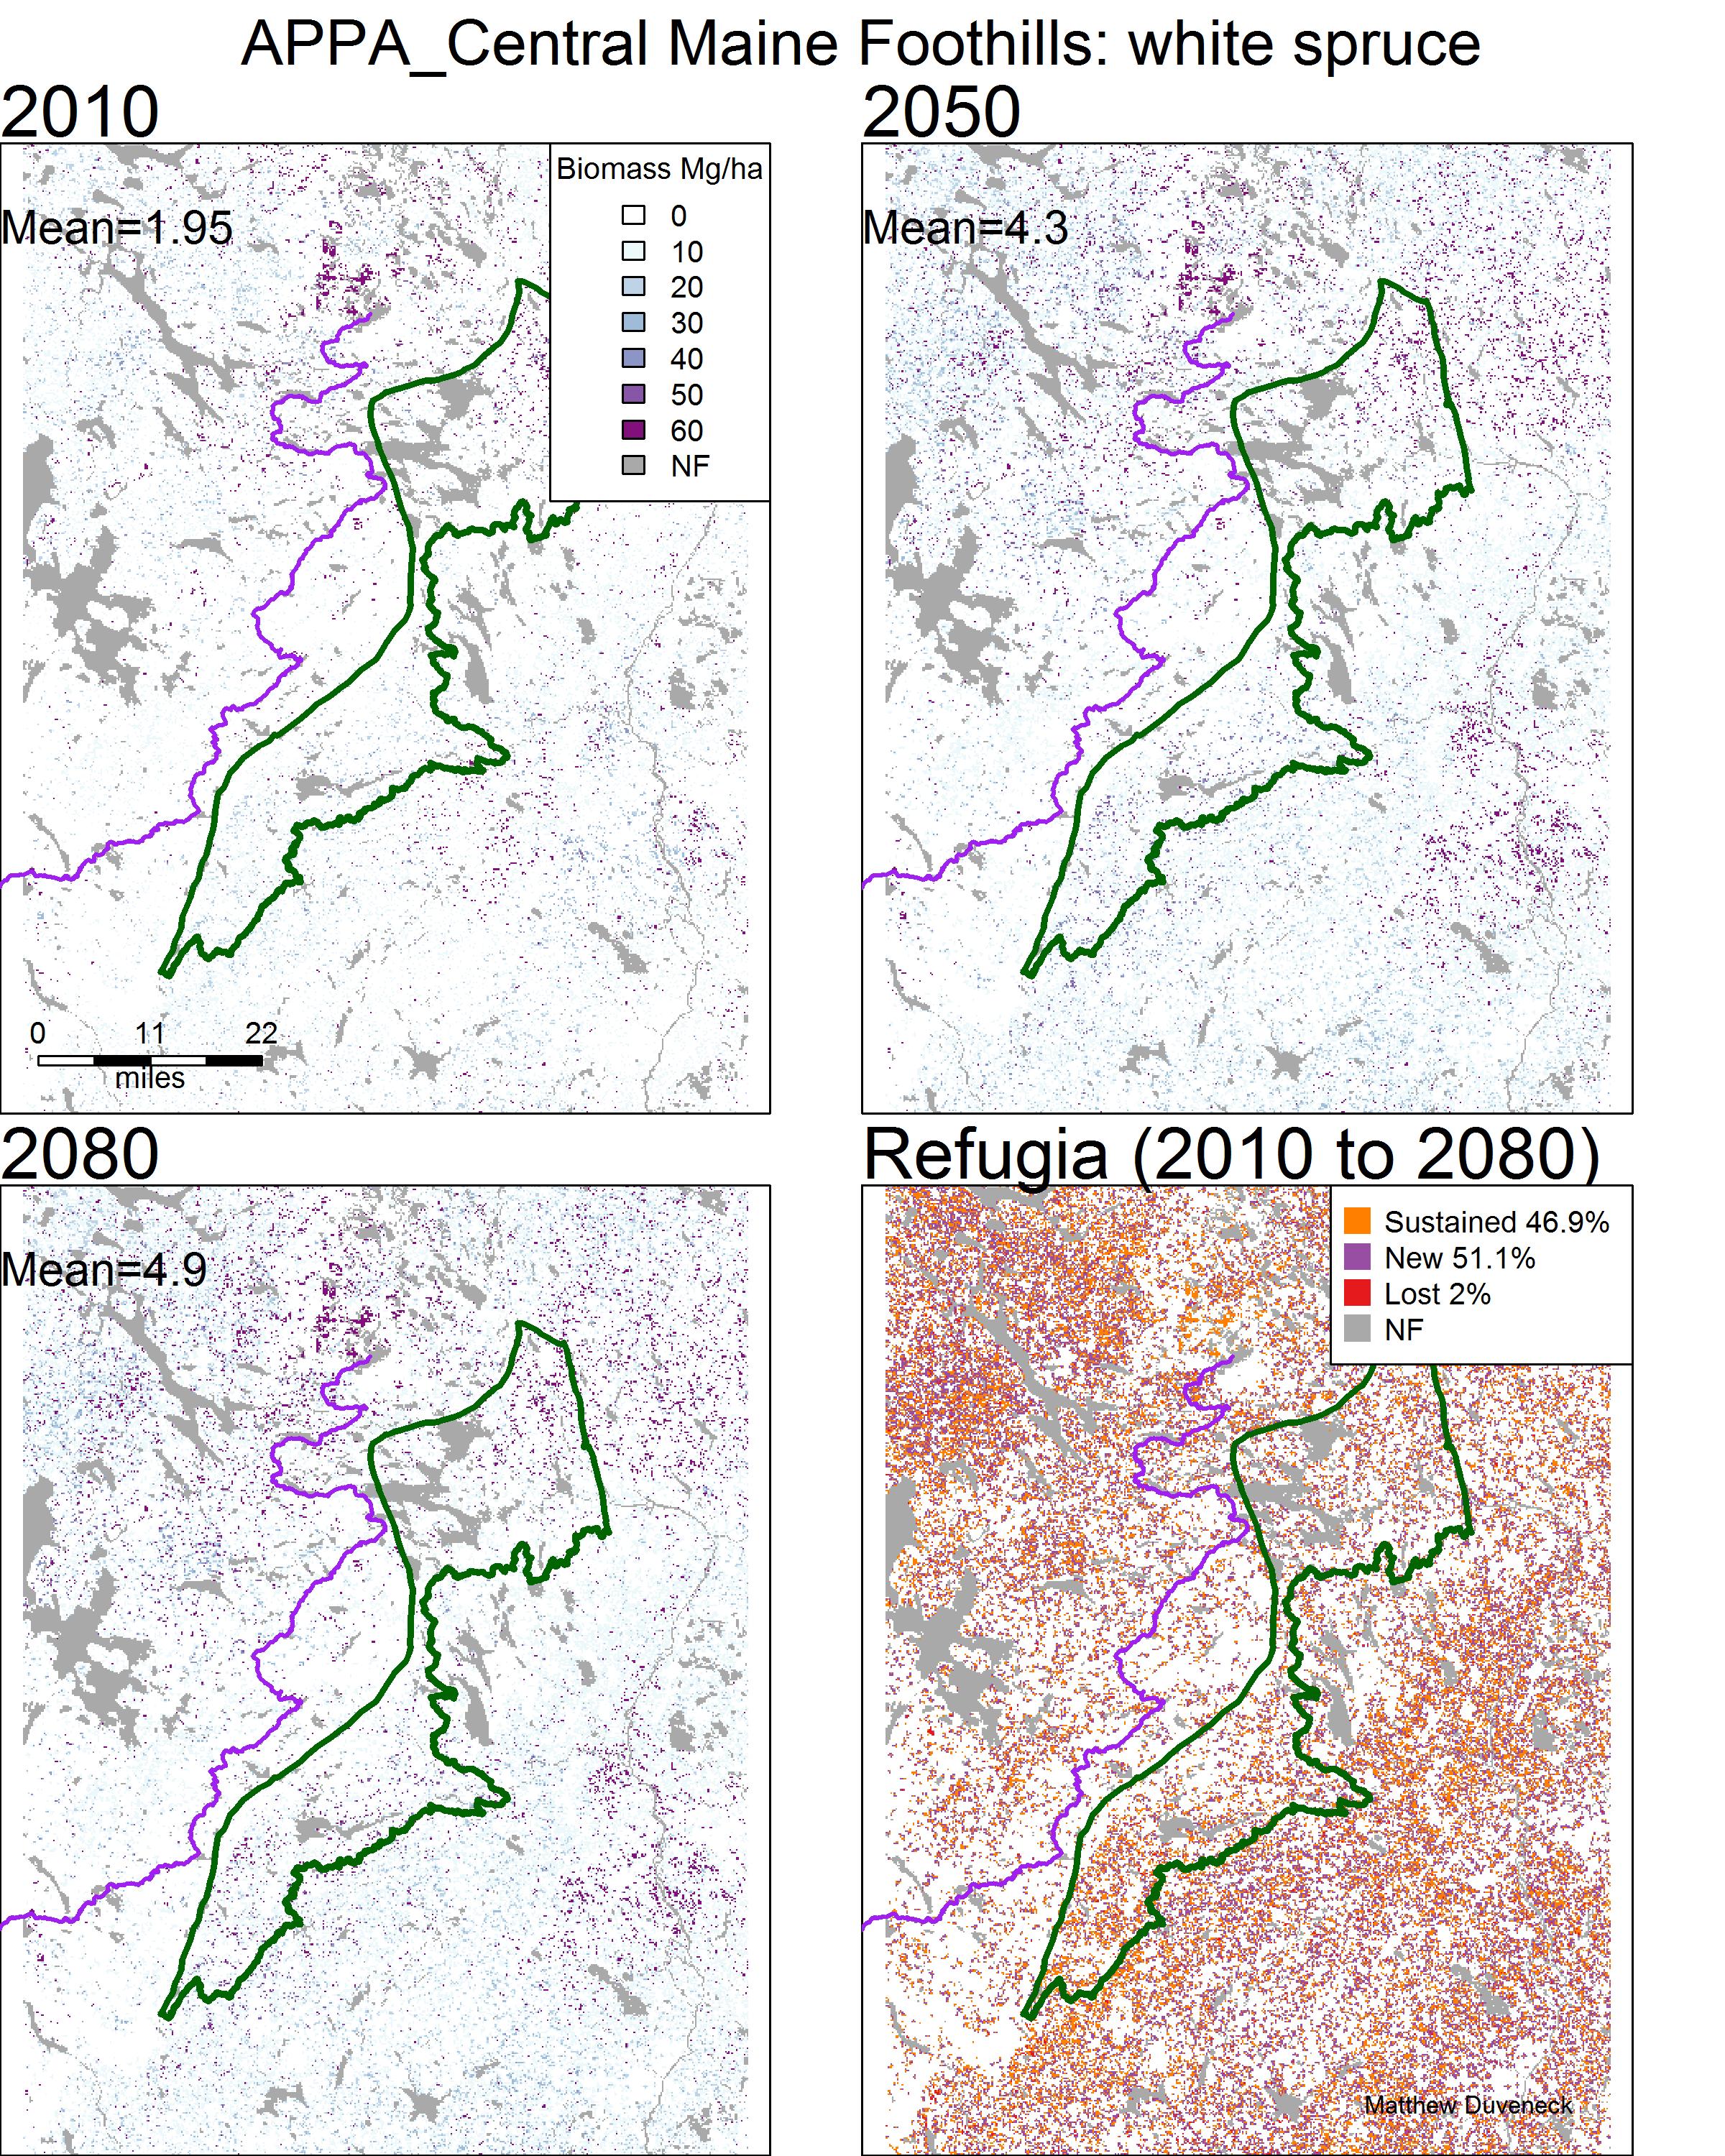 APPA_Central Maine Foothills: white spruce
2010
2050
Biomass Mg/ha
0
10
20
30
40
50
60
NF
Mean=1.95
Mean=4.3
0 11 22
miles
2080
Refugia (2010 to 2080)
Mean=4.9
Sustained 46.9%
New 51.1%
Lost 2%
NF
Matthew Duveneck